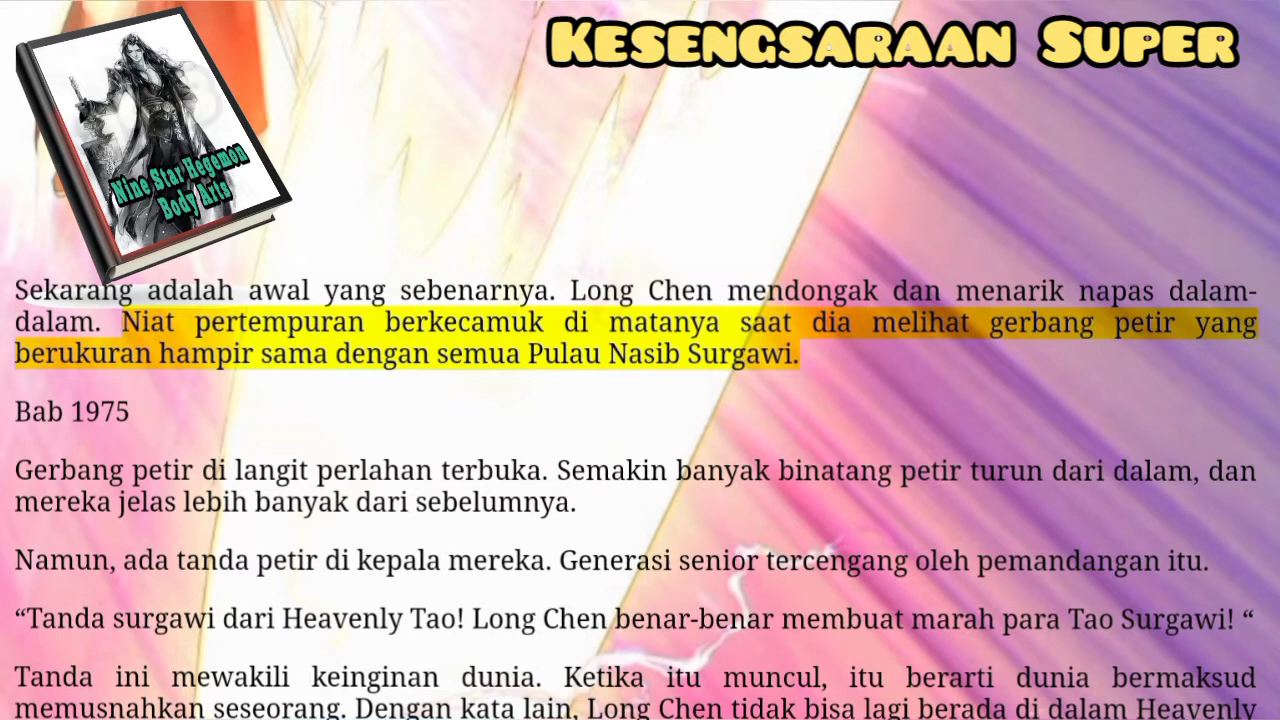 Kesengsaraan Super
Nine Star Hegemon
Body Arts
Sekarang adalah awal yang sebenarnya. Long Chen mendongak dan menarik napas dalam-
dalam. Niat pertempuran berkecamuk di matanya saat dia melihat gerbang petir yang
berukuran hampir sama dengan semua Pulau Nasib Surgawi.
Bab 1975
Gerbang petir di langit perlahan terbuka. Semakin banyak binatang petir turun dari dalam, dan
mereka jelas lebih banyak dari sebelumnya.
Namun, ada tanda petir di kepala mereka. Generasi senior tercengang oleh pemandangan itu.
“Tanda surgawi dari Heavenly Tao! Long Chen benar-benar membuat marah para Tao Surgawi! “
Tanda ini mewakili keinginan dunia. Ketika itu muncul, itu berarti dunia bermaksud
memusnahkan seseorang. Dengan kata lain, Long Chen tidak bisa lagi berada di dalam Heavenly